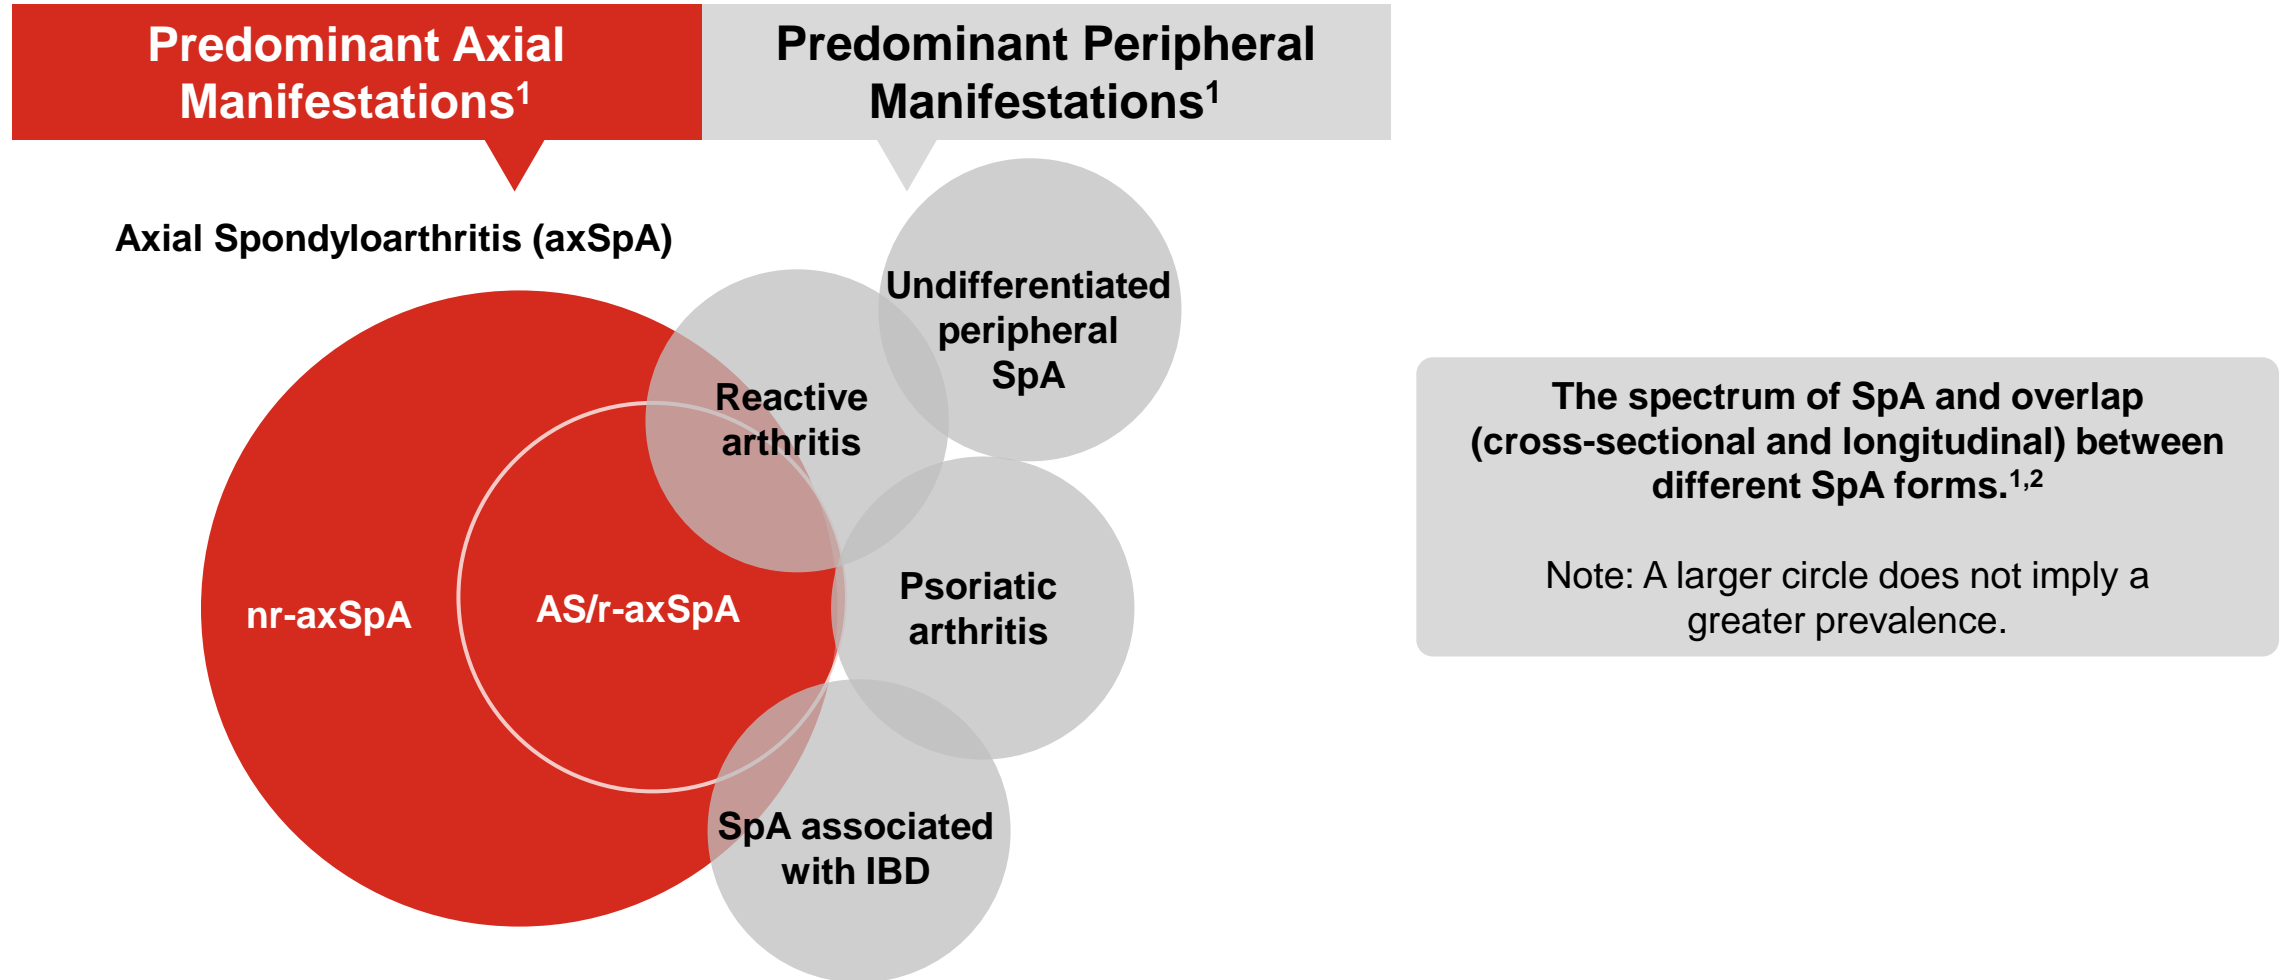 Predominant Axial
Manifestations¹
Predominant Peripheral
Manifestations¹
Axial Spondyloarthritis (axSpA)
Undifferentiated
peripheral
SpA
Reactive
arthritis
nr-axSpA
AS/r-axSpA
Psoriatic
arthritis
SpA associated
with IBD
The spectrum of SpA and overlap
(cross-sectional and longitudinal) between
different SpA forms.¹,²
Note: A larger circle does not imply a
greater prevalence.